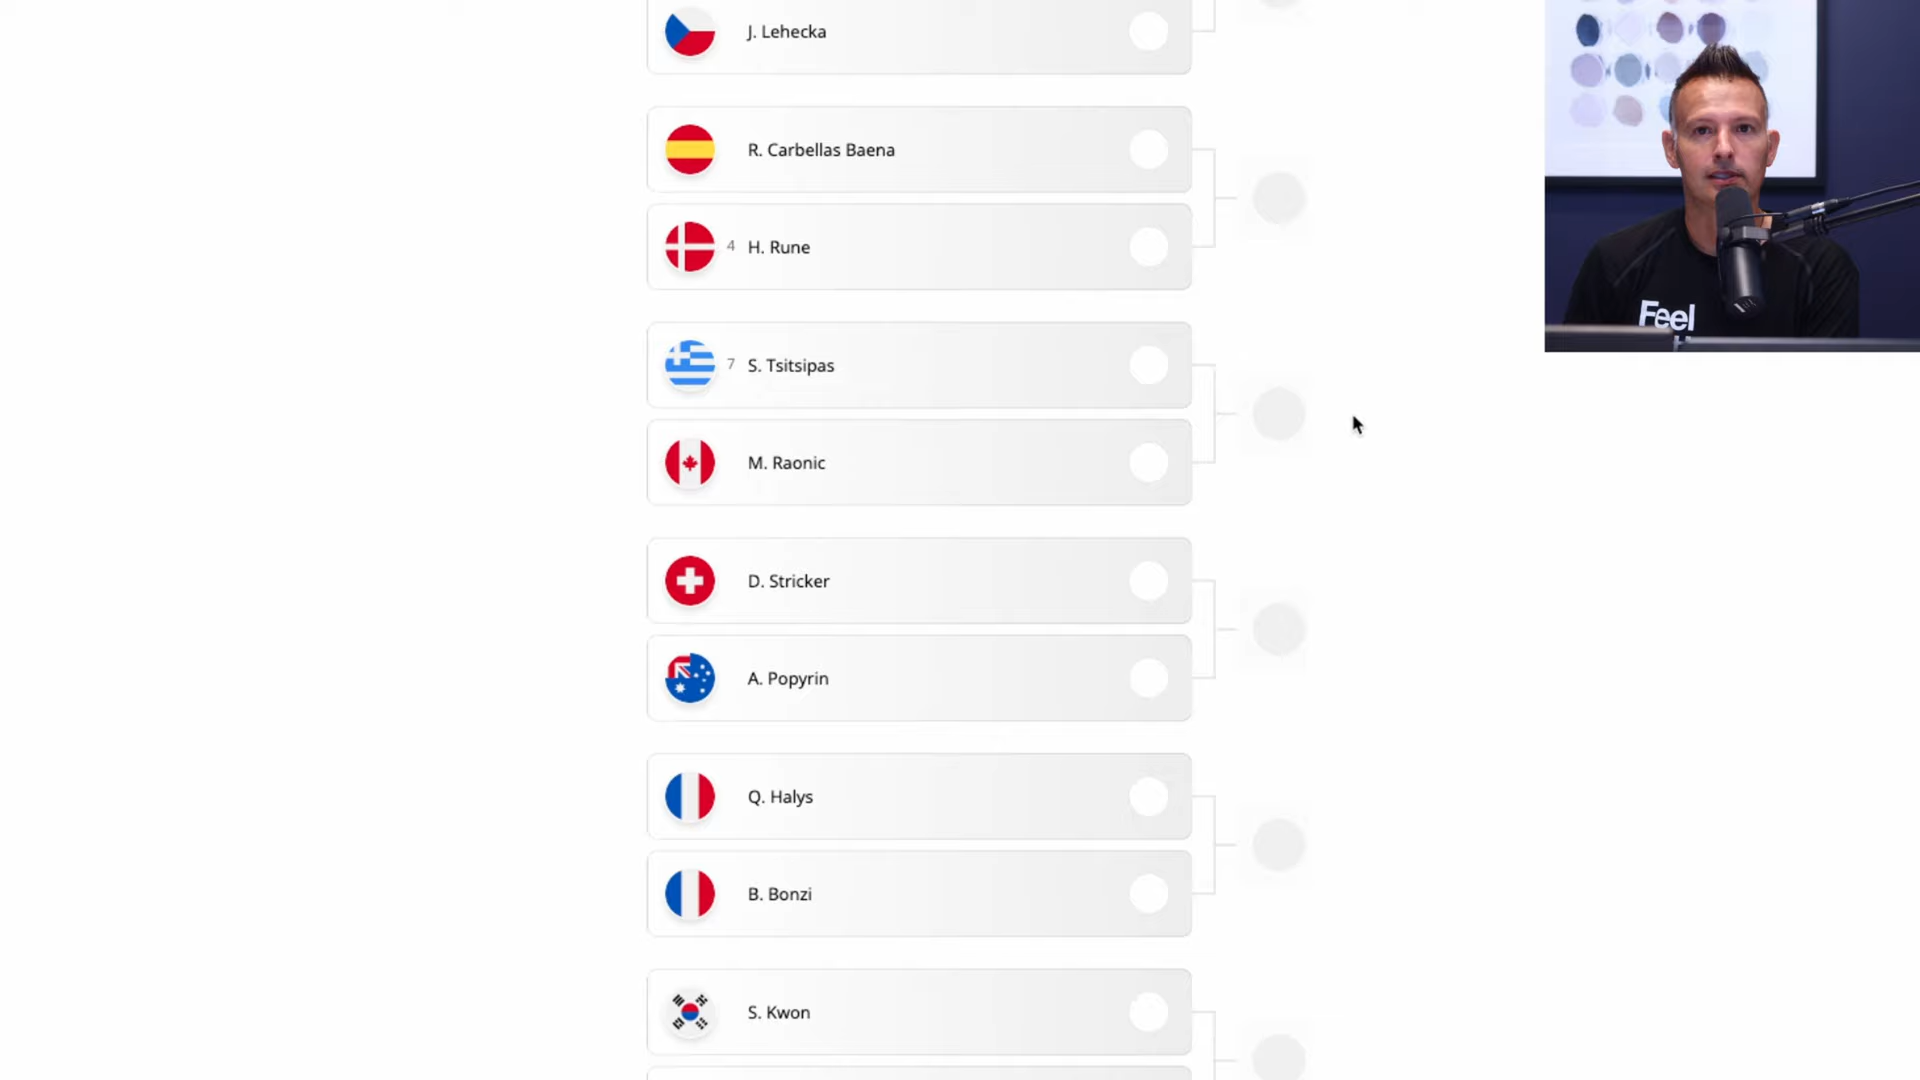 J. Lehecka
R. Carbellas Baena
4 H. Rune
7 S. Tsitsipas
M. Raonic
D. Stricker
A. Popyrin
Q. Halys
B. Bonzi
S. Kwon
Feel